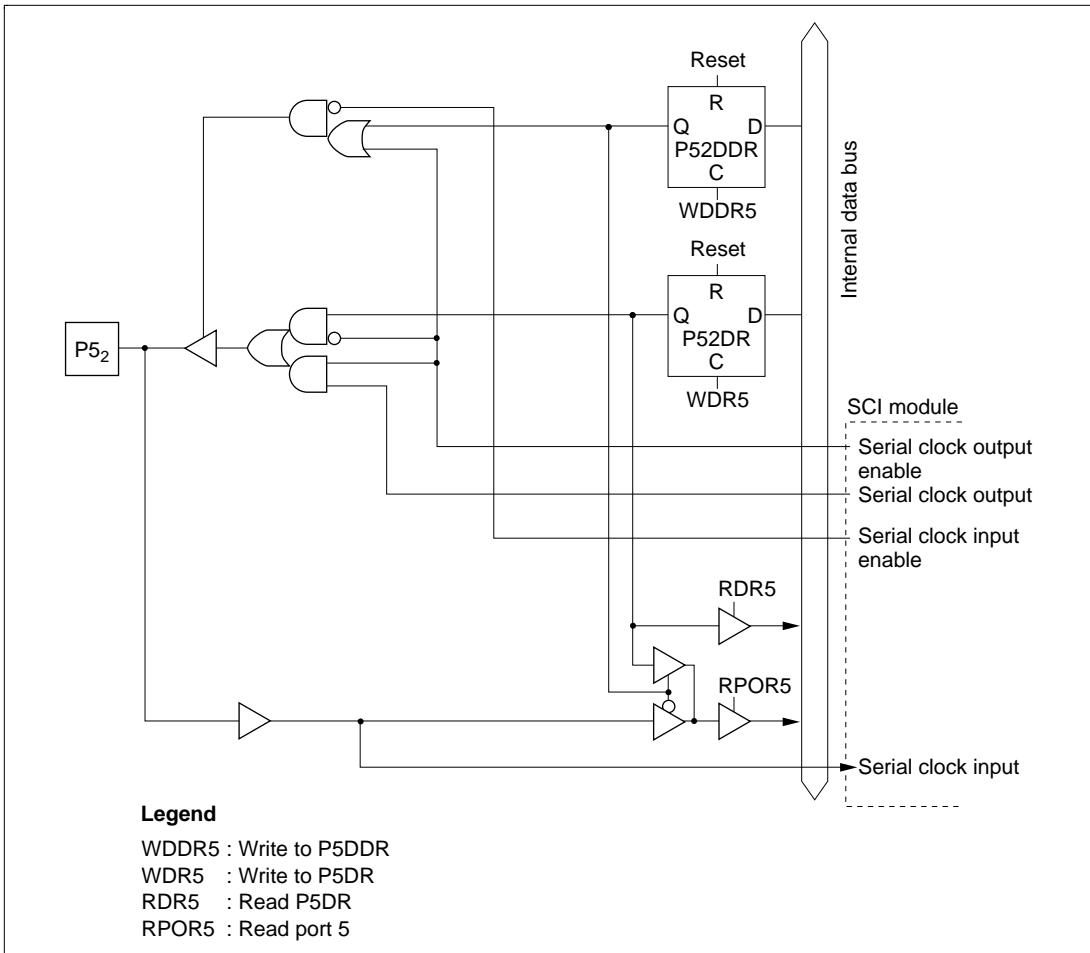 Reset
R
Q D
P52DDR
C
WDDR5
Internal data bus
Reset
R
Q D
P52DR
C
WDR5
P5₂
SCI module
Serial clock output
enable
Serial clock output
Serial clock input
enable
RDR5
RPOR5
Serial clock input
Legend
WDDR5 : Write to P5DDR
WDR5 : Write to P5DR
RDR5 : Read P5DR
RPOR5 : Read port 5